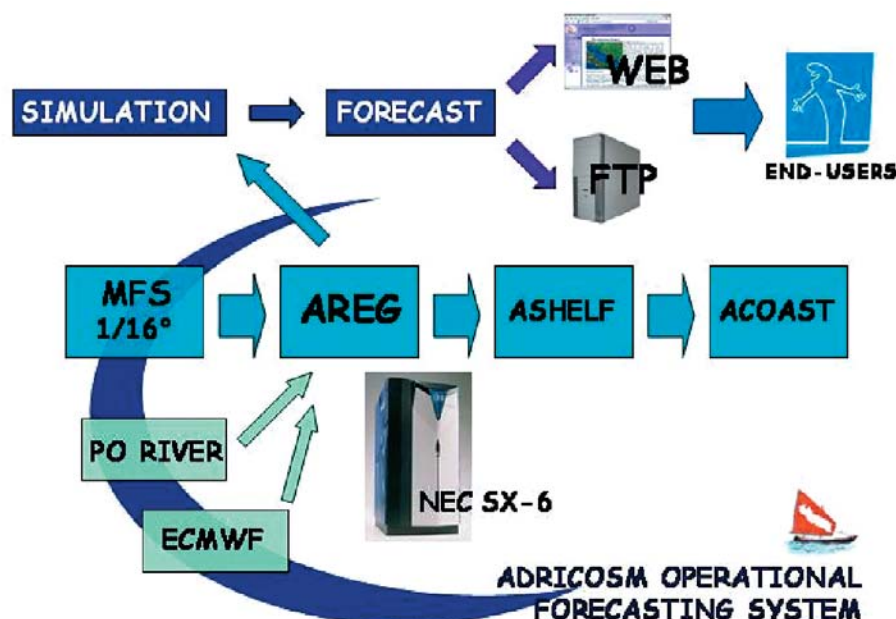 WEB
SIMULATION
FORECAST
FTP
END-USERS
MFS
1/16°
AREG
ASHELF
ACOAST
PO RIVER
NEC SX-6
ECMWF
ADRICOSM OPERATIONAL
FORECASTING SYSTEM